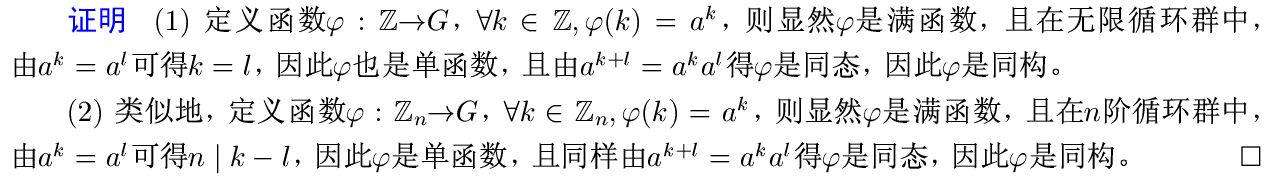 证明 (1) 定义函数φ : ℤ→G，∀k ∈ ℤ, φ(k) = a^k，则显然φ是满函数，且在无限循环群中，
由a^k = a^l可得k = l，因此φ也是单函数，且由a^{k+l} = a^k a^l得φ是同态，因此φ是同构。
(2) 类似地，定义函数φ : ℤ_n→G，∀k ∈ ℤ_n, φ(k) = a^k，则显然φ是满函数，且在n阶循环群中，
由a^k = a^l可得n | k − l，因此φ是单函数，且同样由a^{k+l} = a^k a^l得φ是同态，因此φ是同构。 □